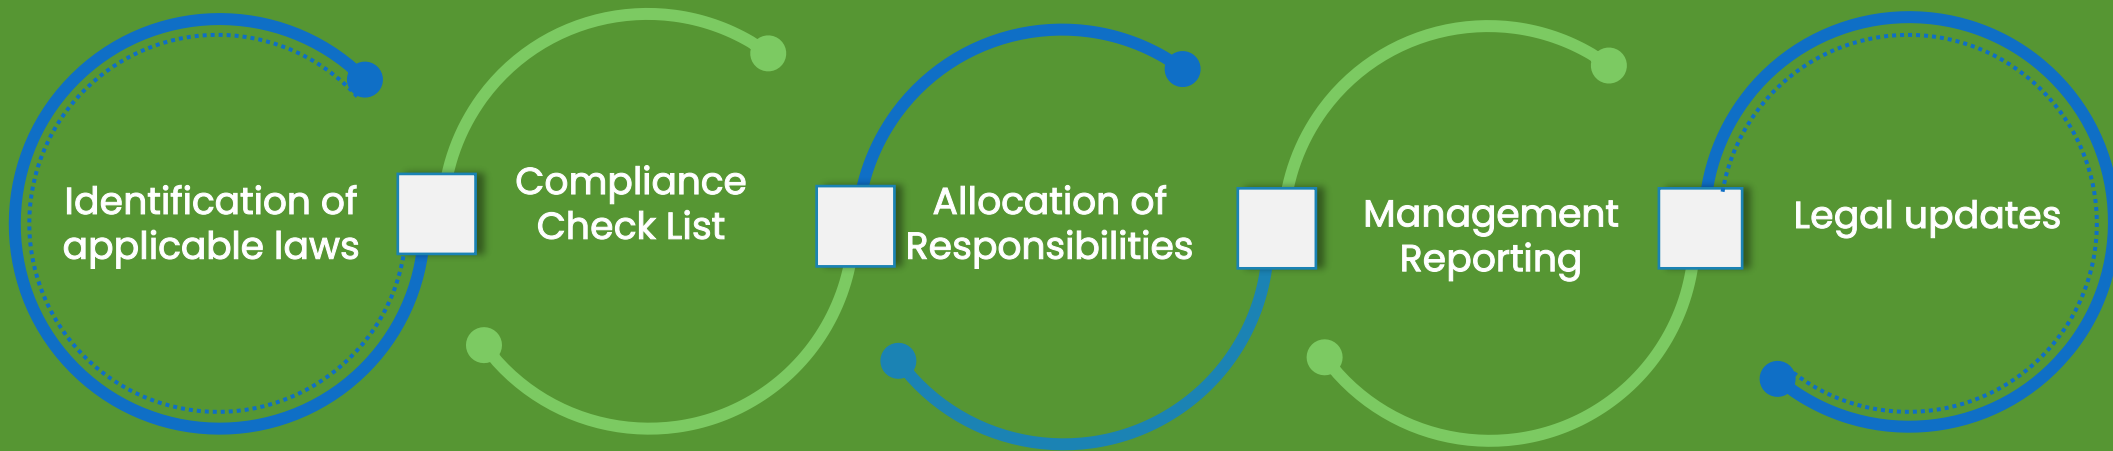 Identification of
applicable laws
Compliance
Check List
Allocation of
Responsibilities
Management
Reporting
Legal updates